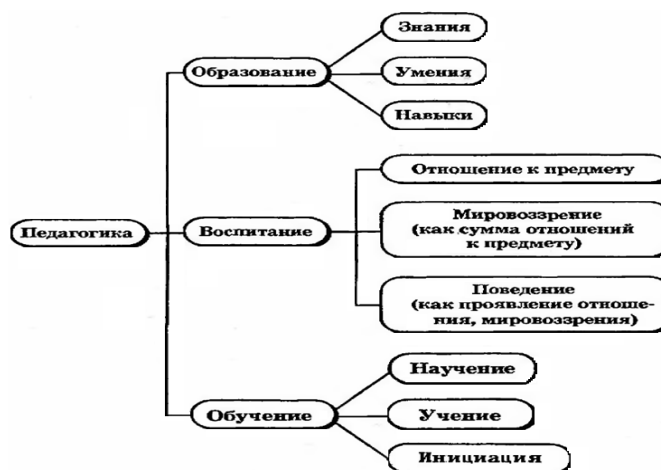 Знания
Образование
Умения
Навыки
Отношение к предмету
Педагогика
Воспитание
Мировоззрение
(как сумма отношений
к предмету)
Поведение
(как проявление отноше-
ния, мировоззрения)
Научение
Обучение
Учение
Инициация